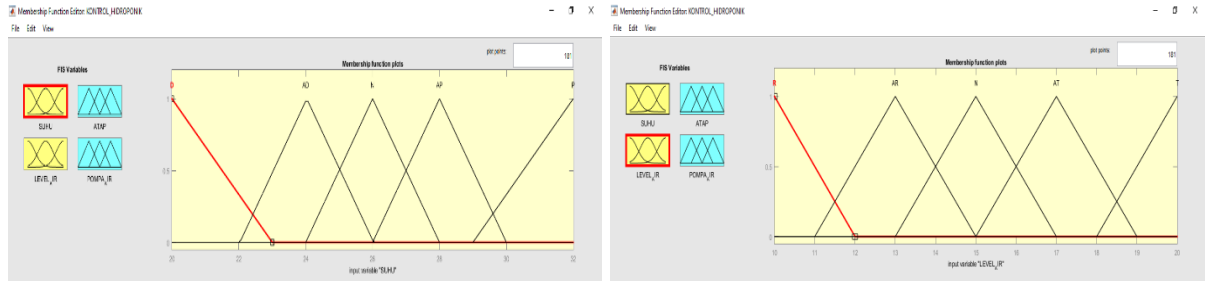 Membership Function Editor: KONTROL_HIDROPONIK
File Edit View
FIS Variables
SUHU
ATAP
LEVEL_AIR
POMPA_AIR
plot points:
181
Membership function plots
D AD N AP P
1
0.5
0
20 22 24 26 28 30 32
input variable "SUHU"
Membership Function Editor: KONTROL_HIDROPONIK
File Edit View
FIS Variables
SUHU
ATAP
LEVEL_AIR
POMPA_AIR
plot points:
181
Membership function plots
R AR N AT T
1
0.5
0
10 11 12 13 14 15 16 17 18 19 20
input variable "LEVEL_AIR"